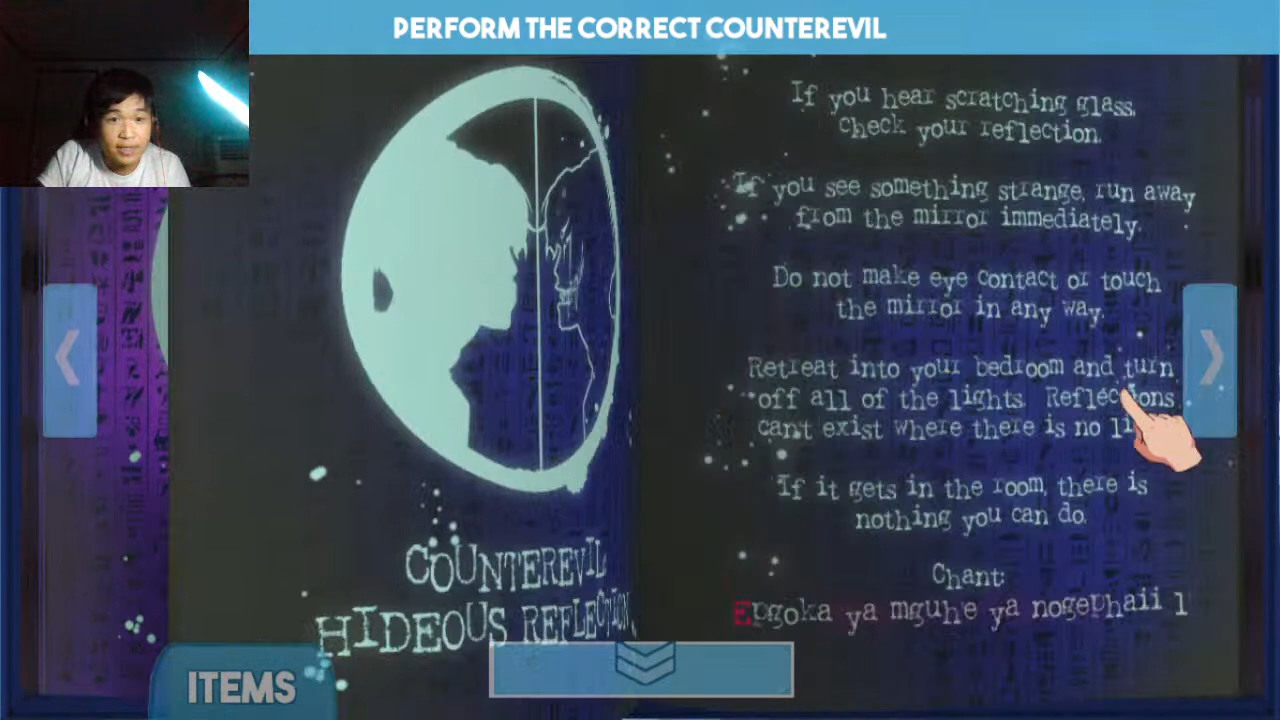 PERFORM THE CORRECT COUNTEREVIL
If you hear scratching glass,
check your reflection.
If you see something strange, run away
from the mirror immediately.
Do not make eye contact or touch
the mirror in any way.
Retreat into your bedroom and turn
off all of the lights. Reflections
can't exist where there is no
If it gets in the room, there is
nothing you can do.
Chant:
Epgoka ya mguhe ya nogephaii l
COUNTEREVIL
HIDEOUS REFLECTION
ITEMS